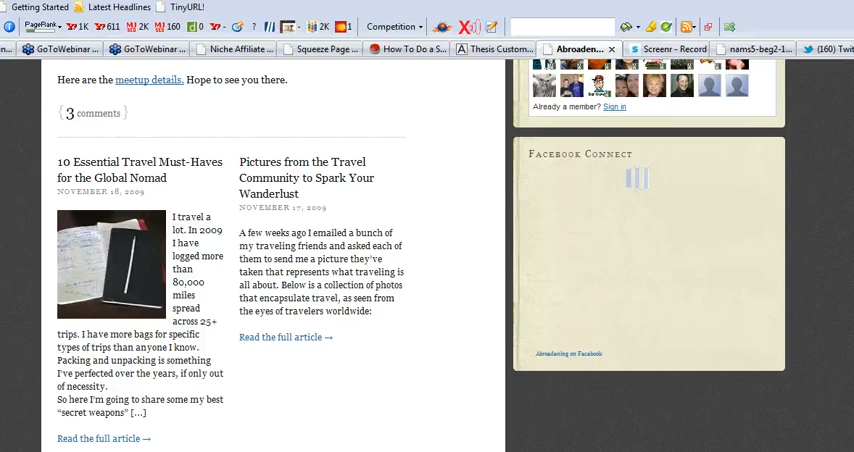 Getting Started
Latest Headlines
TinyURL!
PageRank
1K
611
2K
160
d 0
?
2K
1
Competition
GoToWebinar ...
GoToWebinar ...
Niche Affiliate ...
Squeeze Page ...
How To Do a S...
Thesis Custom...
Abroaden...
Screenr - Record
nams5-beg2-1...
(160) Twit
Here are the meetup details. Hope to see you there.
{ 3 comments }
10 Essential Travel Must-Haves
for the Global Nomad
NOVEMBER 18, 2009
I travel a
lot. In 2009
I have
logged more
than
80,000
miles
spread
across 25+
trips. I have more bags for specific
types of trips than anyone I know.
Packing and unpacking is something
I've perfected over the years, if only out
of necessity.
So here I'm going to share some my best
“secret weapons” [...]
Read the full article →
Pictures from the Travel
Community to Spark Your
Wanderlust
NOVEMBER 17, 2009
A few weeks ago I emailed a bunch of
my traveling friends and asked each of
them to send me a picture they've
taken that represents what traveling is
all about. Below is a collection of photos
that encapsulate travel, as seen from
the eyes of travelers worldwide:
Read the full article →
Already a member? Sign in
Facebook Connect
Abroadening on Facebook